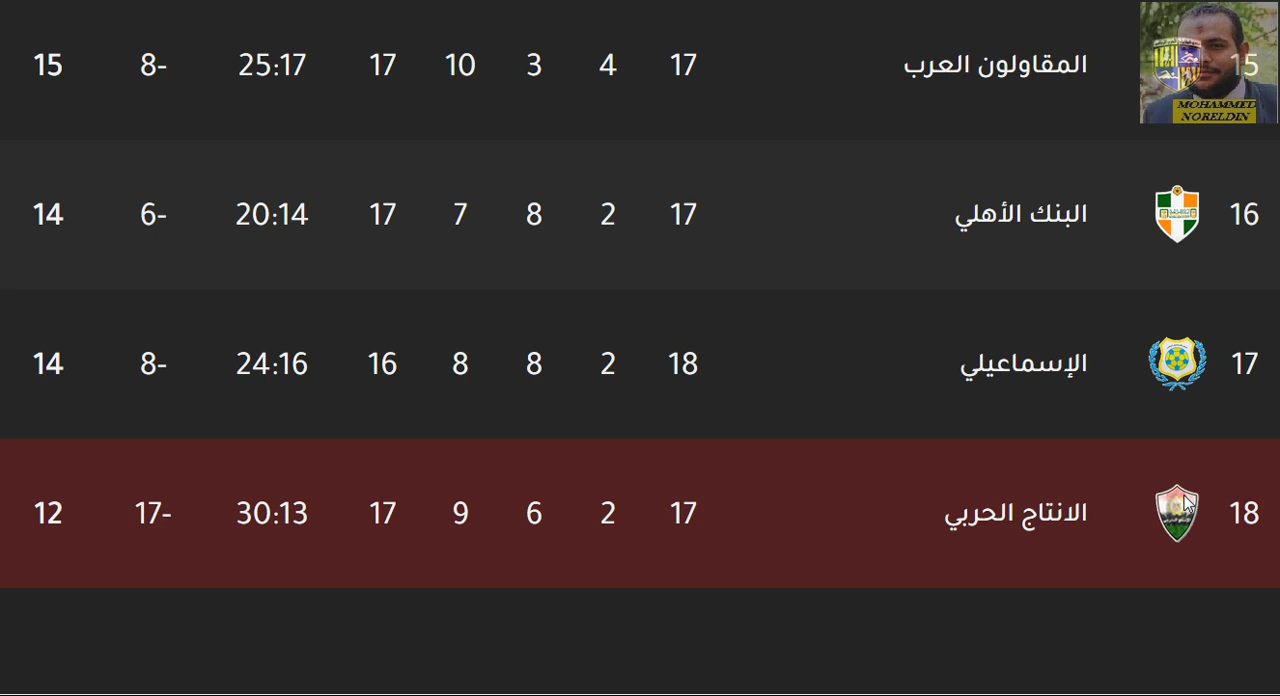 15 المقاولون العرب 17 4 3 10 17 25:17 8- 15
MOHAMMED
NORELDIN
16 البنك الأهلي 17 2 8 7 17 20:14 6- 14
17 الإسماعيلي 18 2 8 8 16 24:16 8- 14
18 الانتاج الحربي 17 2 6 9 17 30:13 17- 12